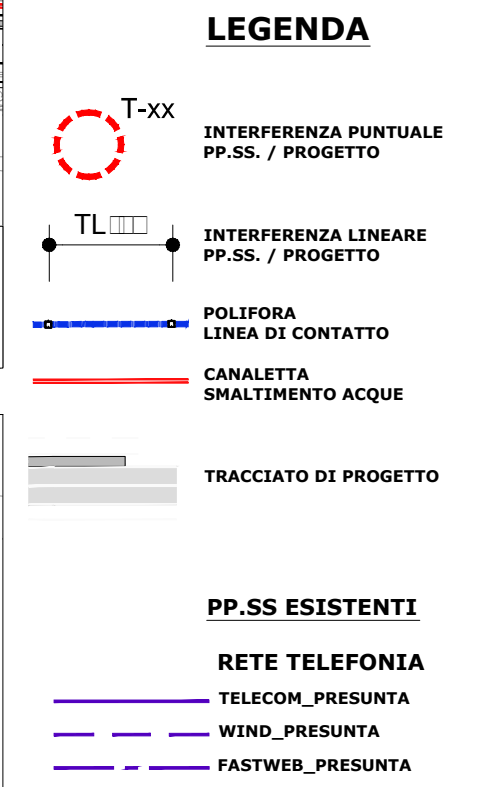 LEGENDA
T-xx
INTERFERENZA PUNTUALE
PP.SS. / PROGETTO
TL
INTERFERENZA LINEARE
PP.SS. / PROGETTO
POLIFORA
LINEA DI CONTATTO
CANALETTA
SMALTIMENTO ACQUE
TRACCIATO DI PROGETTO
PP.SS ESISTENTI
RETE TELEFONIA
TELECOM_PRESUNTA
WIND_PRESUNTA
FASTWEB_PRESUNTA